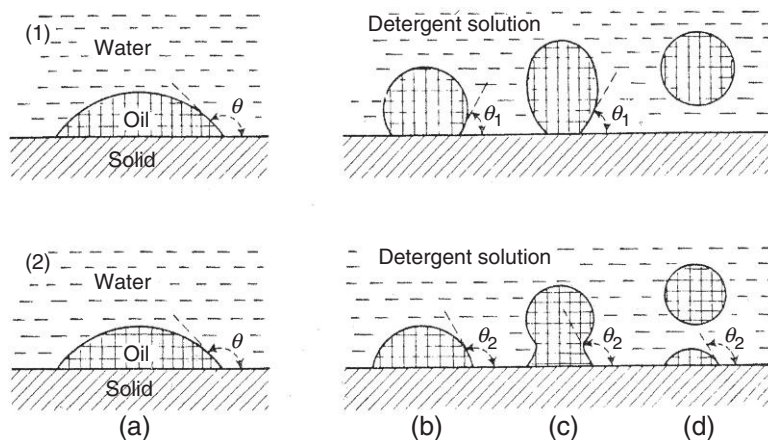 (1)
Water
θ
Oil
Solid
Detergent solution
θ1
θ1
(2)
Water
θ
Oil
Solid
Detergent solution
θ2
θ2
θ2
(a)
(b)
(c)
(d)